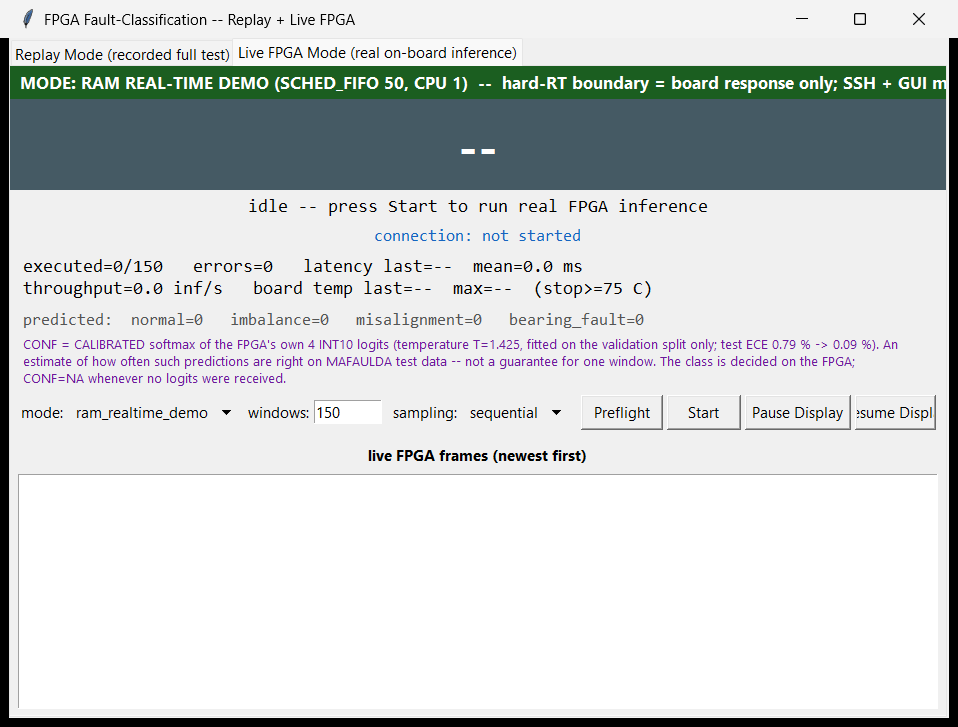 FPGA Fault-Classification -- Replay + Live FPGA
Replay Mode (recorded full test) Live FPGA Mode (real on-board inference)
MODE: RAM REAL-TIME DEMO (SCHED_FIFO 50, CPU 1) -- hard-RT boundary = board response only; SSH + GUI m
--
idle -- press Start to run real FPGA inference
connection: not started
executed=0/150 errors=0 latency last=-- mean=0.0 ms
throughput=0.0 inf/s board temp last=-- max=-- (stop>=75 C)
predicted: normal=0 imbalance=0 misalignment=0 bearing_fault=0
CONF = CALIBRATED softmax of the FPGA's own 4 INT10 logits (temperature T=1.425, fitted on the validation split only; test ECE 0.79 % -> 0.09 %). An
estimate of how often such predictions are right on MAFAULDA test data -- not a guarantee for one window. The class is decided on the FPGA;
CONF=NA whenever no logits were received.
mode: ram_realtime_demo windows: 150 sampling: sequential Preflight Start Pause Display esume Displ
live FPGA frames (newest first)